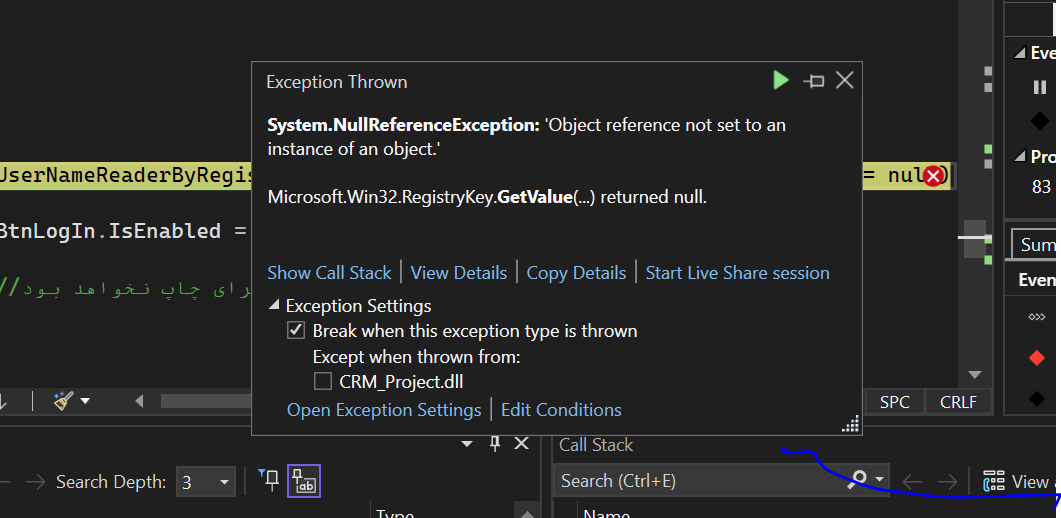 Exception Thrown
System.NullReferenceException: 'Object reference not set to an
instance of an object.'
UserNameReaderByRegis
= nul
Microsoft.Win32.RegistryKey.GetValue(...) returned null.
BtnLogIn.IsEnabled =
Show Call Stack | View Details | Copy Details | Start Live Share session
//رای چاپ نخواهد بود
Exception Settings
Break when this exception type is thrown
Except when thrown from:
CRM_Project.dll
Open Exception Settings | Edit Conditions
SPC
CRLF
Eve
Pro
83
Sum
Even
Search Depth:
3
Type
Call Stack
Search (Ctrl+E)
View
Name